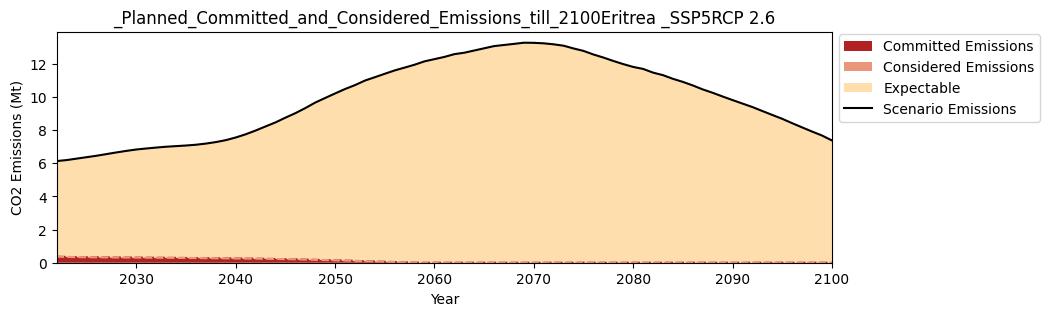 _Planned_Committed_and_Considered_Emissions_till_2100Eritrea _SSP5RCP 2.6
CO2 Emissions (Mt)
12
10
8
6
4
2
0
2030 2040 2050 2060 2070 2080 2090 2100
Year
Committed Emissions
Considered Emissions
Expectable
Scenario Emissions